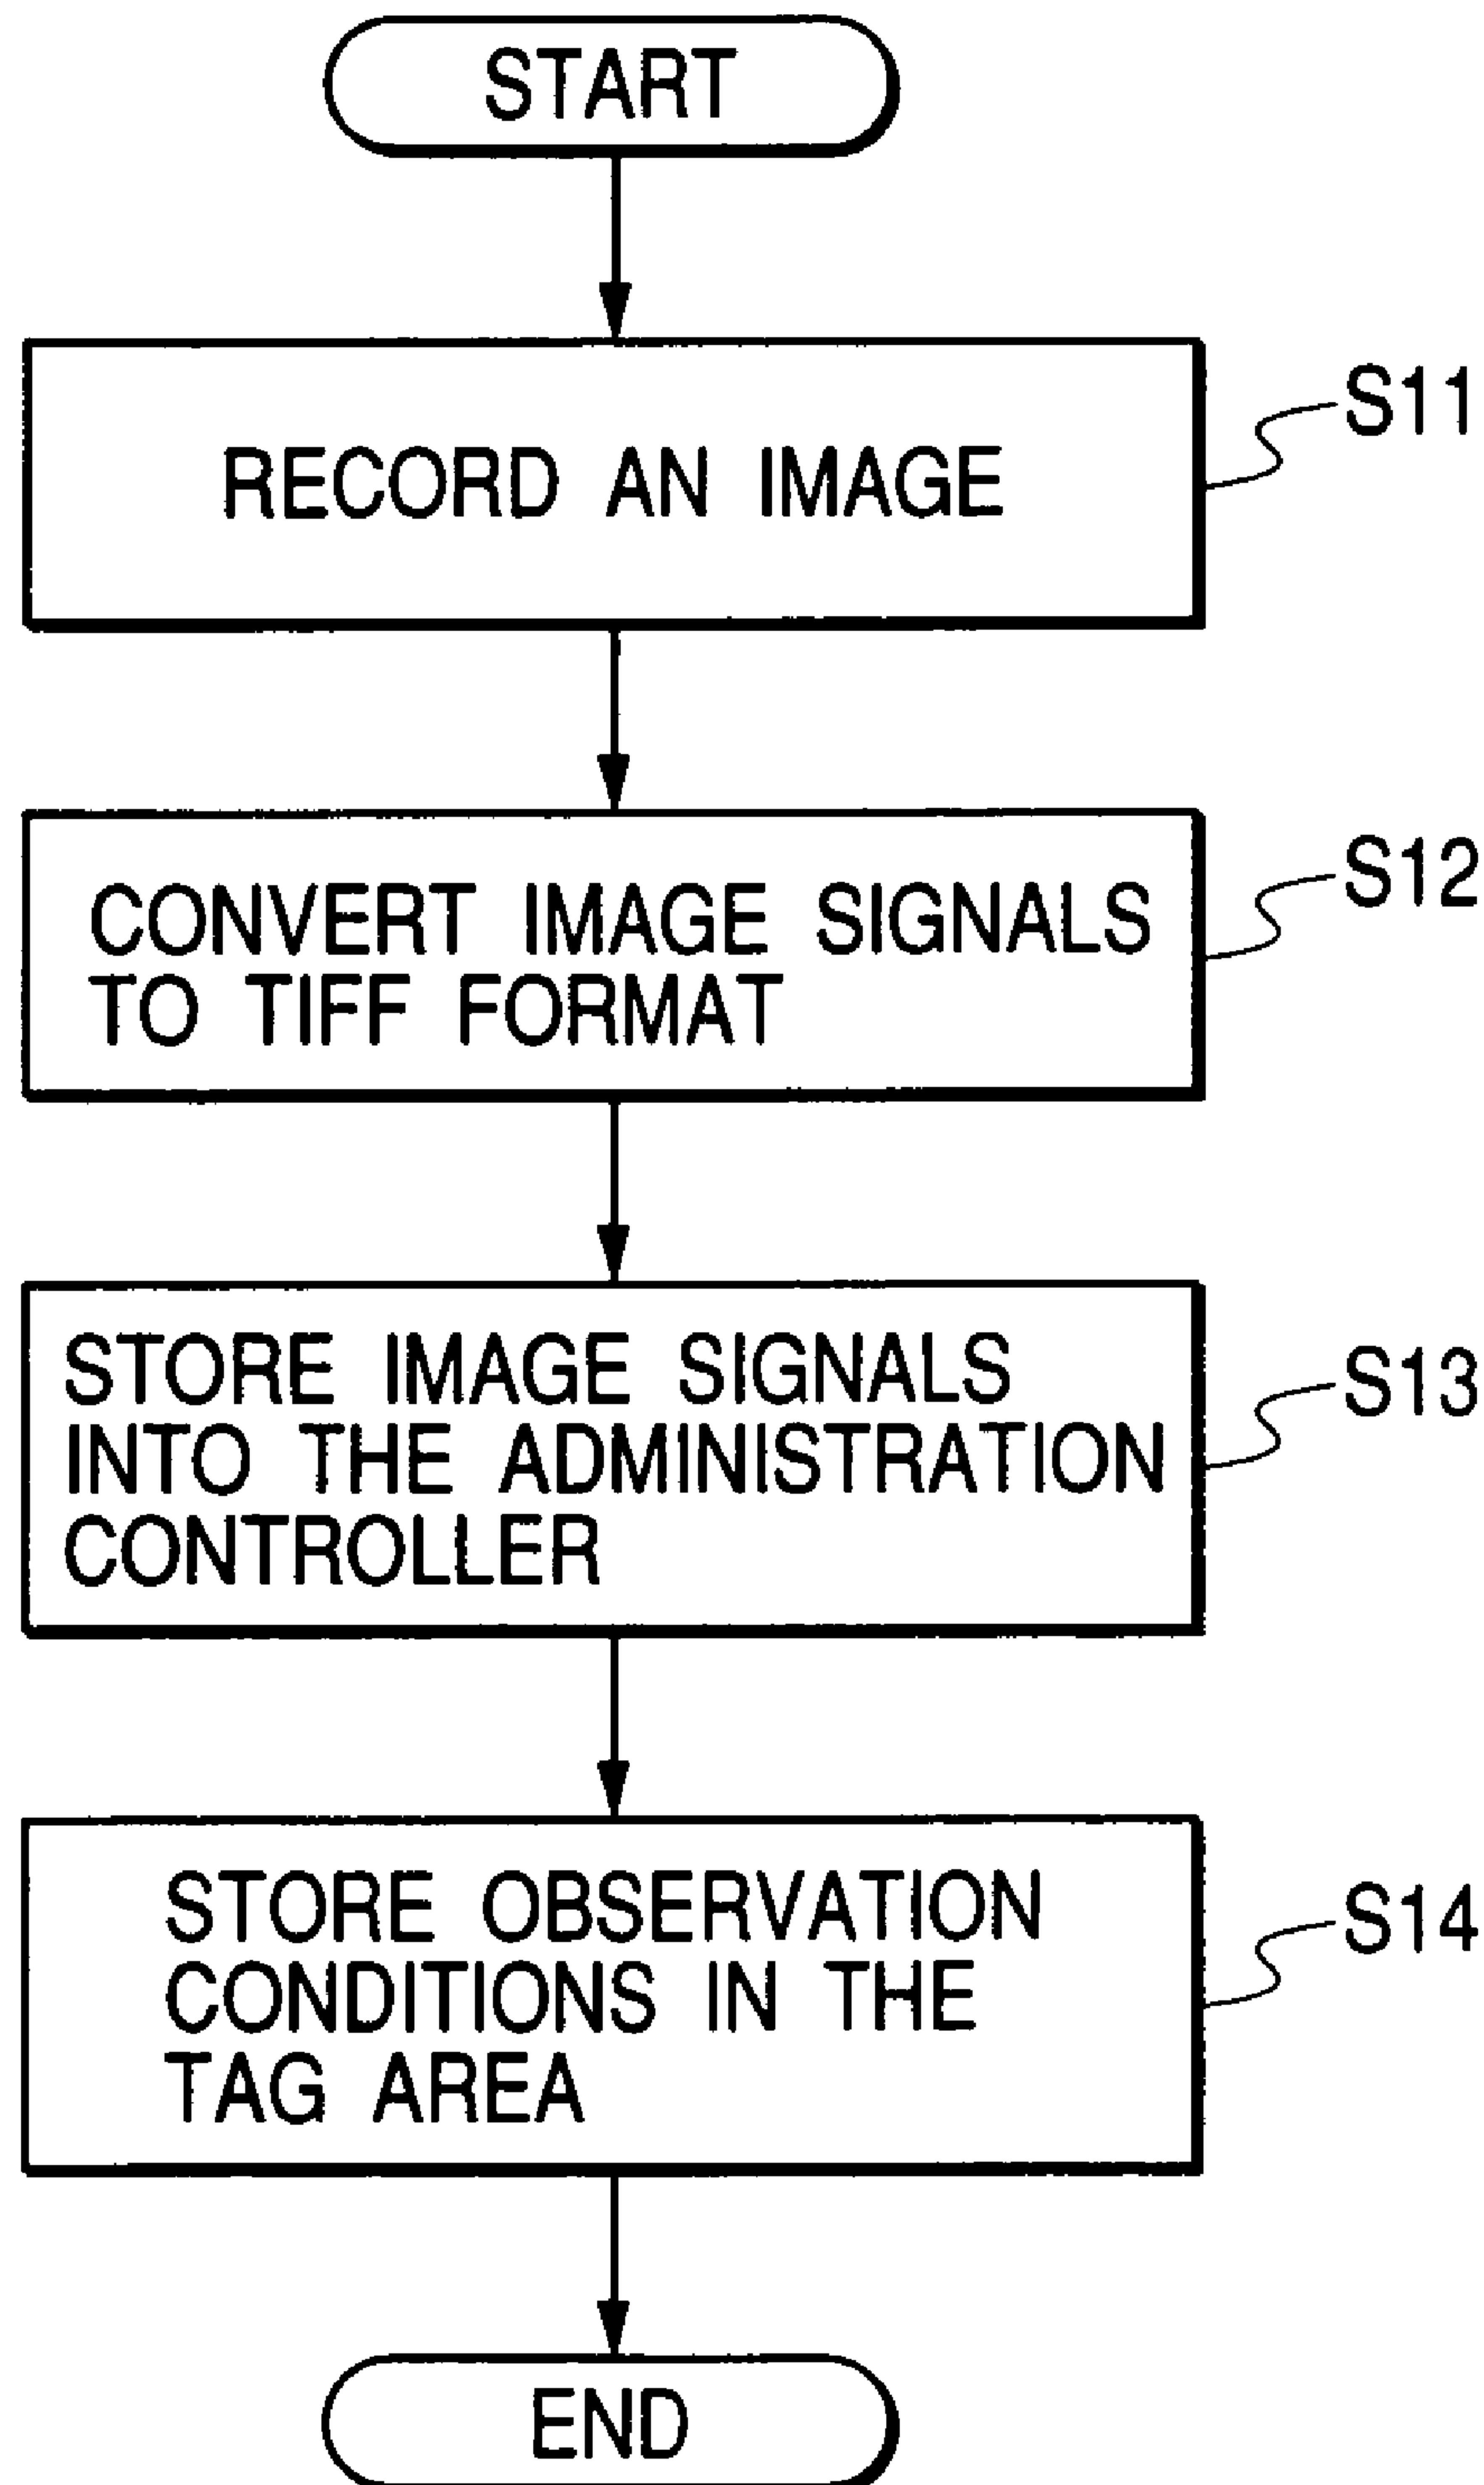 START
RECORD AN IMAGE
S11
CONVERT IMAGE SIGNALS
TO TIFF FORMAT
S12
STORE IMAGE SIGNALS
INTO THE ADMINISTRATION
CONTROLLER
S13
STORE OBSERVATION
CONDITIONS IN THE
TAG AREA
S14
END